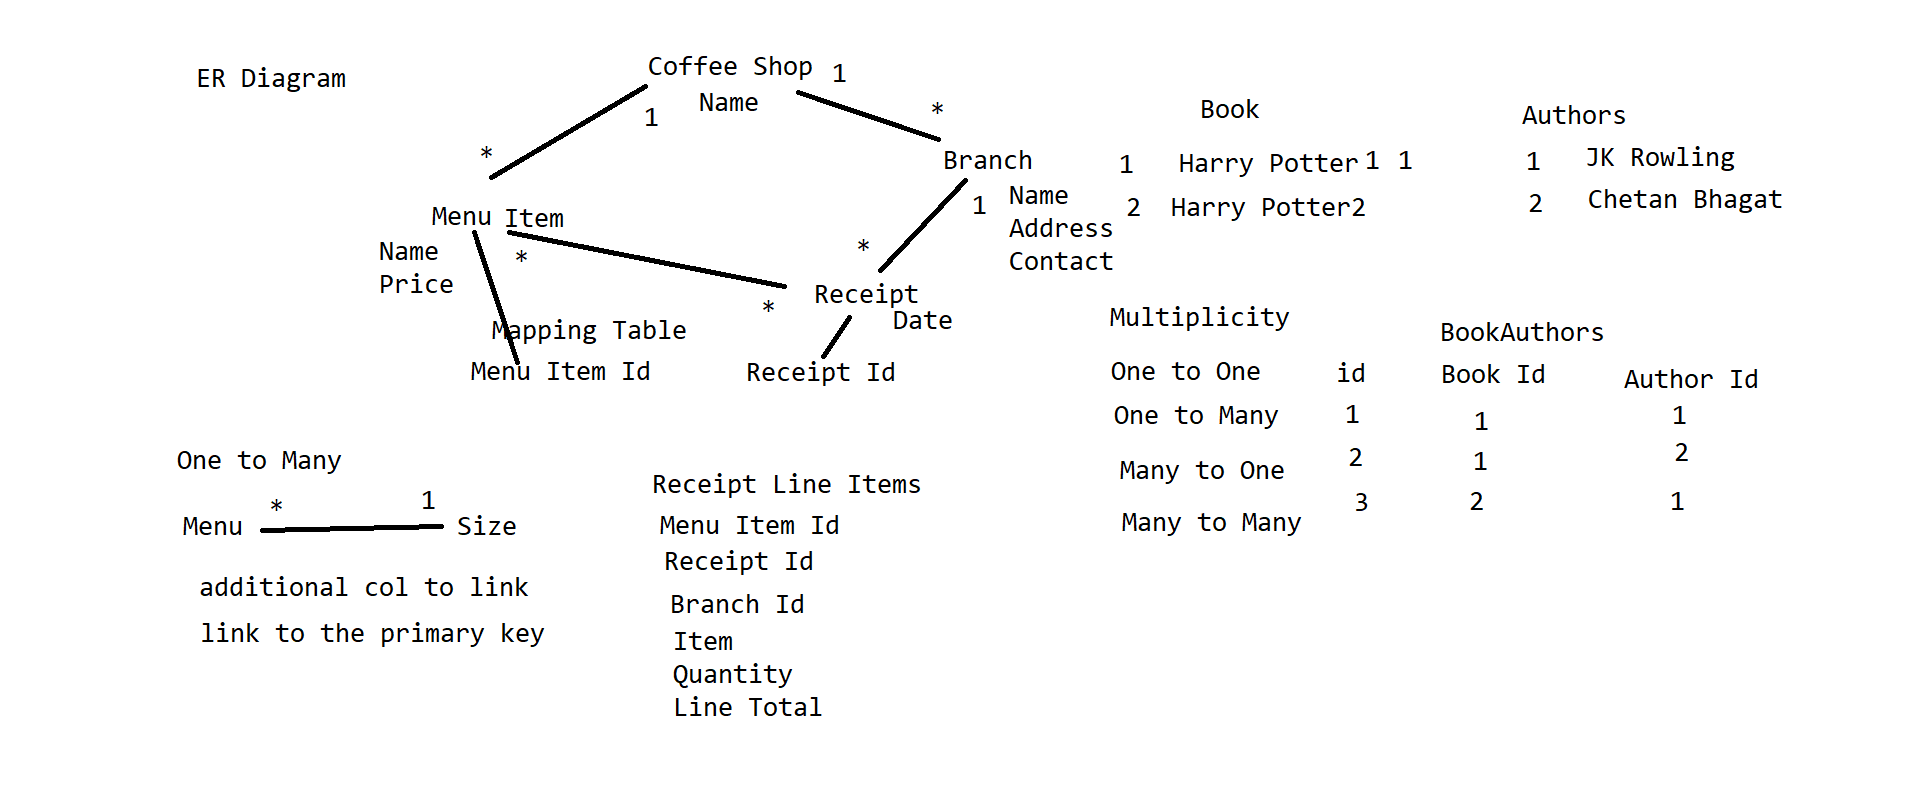 ER Diagram
Coffee Shop 1
Name
1
*
*
Menu Item
Name
Price
*
*
Branch
1
Name
Address
Contact
*
Receipt
Date
Mapping Table
Menu Item Id
Receipt Id
Book
1 Harry Potter 1 1
2 Harry Potter2
Authors
1 JK Rowling
2 Chetan Bhagat
Multiplicity
One to One
One to Many
Many to One
Many to Many
BookAuthors
id Book Id Author Id
1 1 1
2 1 2
3 2 1
One to Many
* 1
Menu Size
additional col to link
link to the primary key
Receipt Line Items
Menu Item Id
Receipt Id
Branch Id
Item
Quantity
Line Total